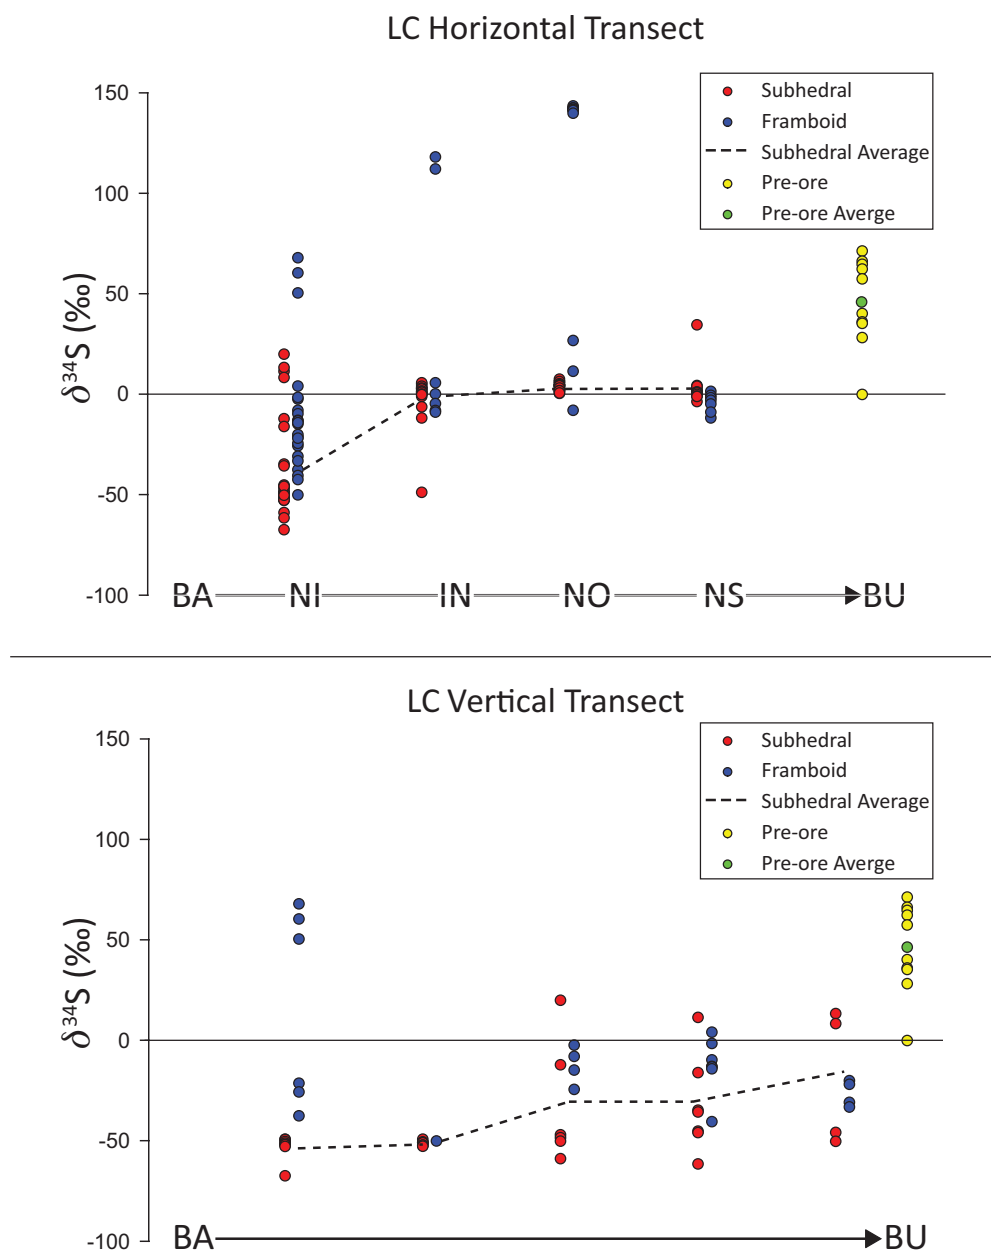 LC Horizontal Transect
Subhedral
Framboid
Subhedral Average
Pre-ore
Pre-ore Averge
150
100
50
0
-50
-100
δ³⁴S (‰)
BA NI IN NO NS BU
LC Vertical Transect
Subhedral
Framboid
Subhedral Average
Pre-ore
Pre-ore Averge
150
100
50
0
-50
-100
δ³⁴S (‰)
BA BU